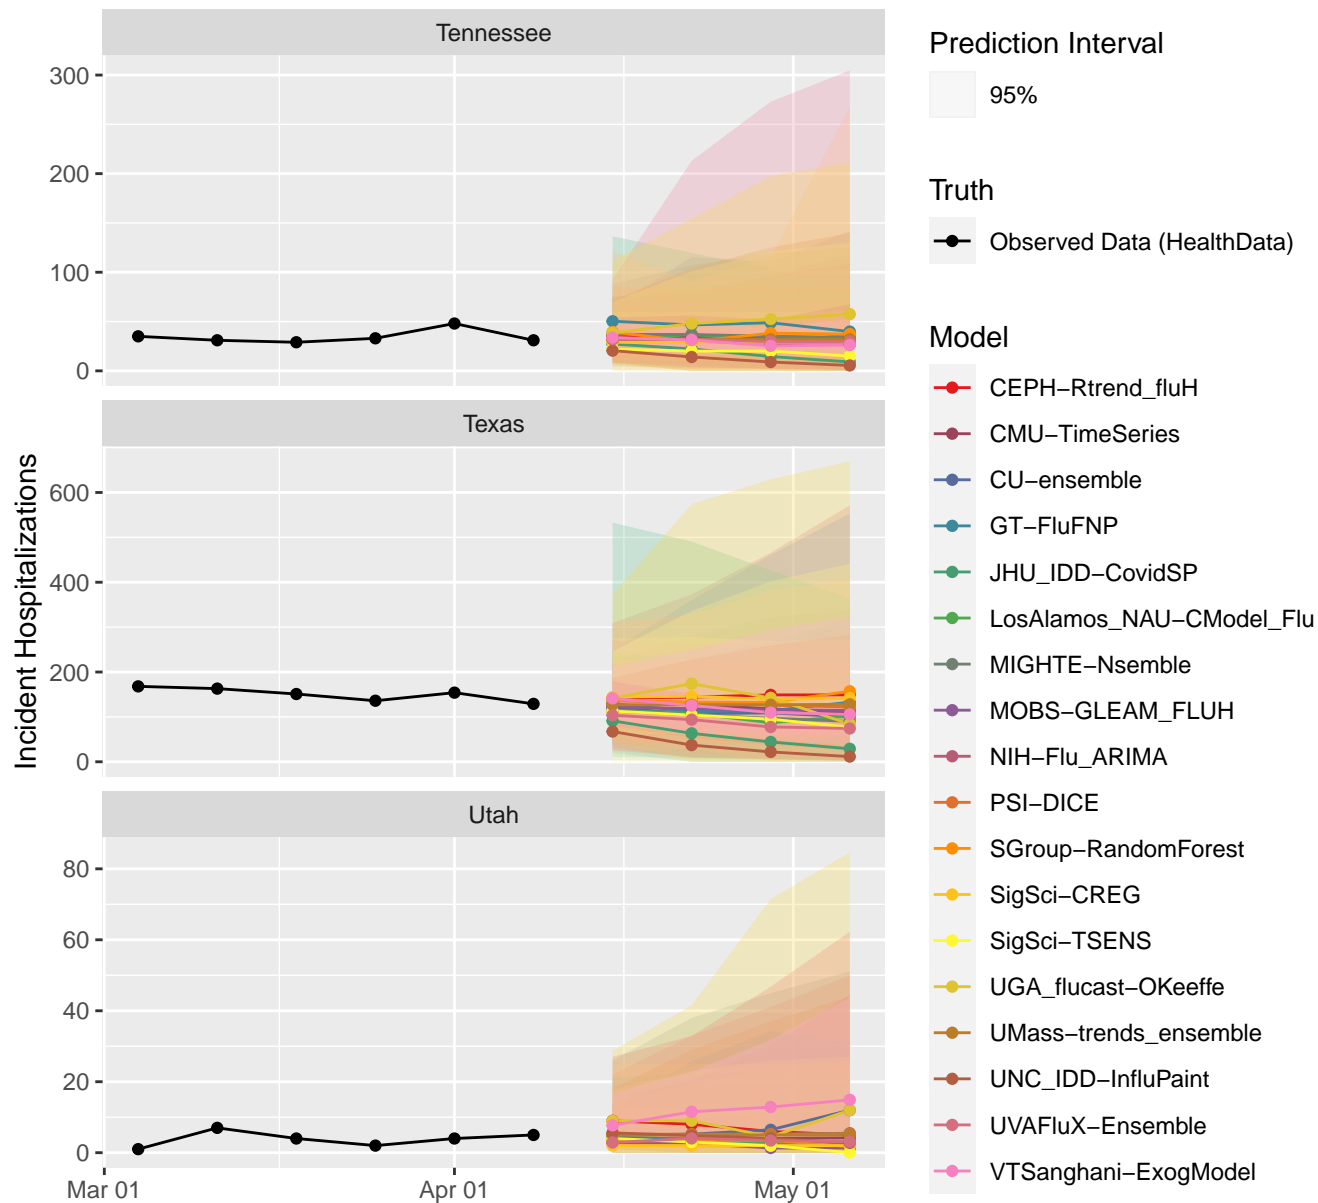 Tennessee
300
200
100
0
Texas
600
400
200
0
Utah
80
60
40
20
0
Mar 01
Apr 01
May 01
Incident Hospitalizations
Prediction Interval
95%
Truth
Observed Data (HealthData)
Model
CEPH−Rtrend_fluH
CMU−TimeSeries
CU−ensemble
GT−FluFNP
JHU_IDD−CovidSP
LosAlamos_NAU−CModel_Flu
MIGHTE−Nsemble
MOBS−GLEAM_FLUH
NIH−Flu_ARIMA
PSI−DICE
SGroup−RandomForest
SigSci−CREG
SigSci−TSENS
UGA_flucast−OKeeffe
UMass−trends_ensemble
UNC_IDD−InfluPaint
UVAFluX−Ensemble
VTSanghani−ExogModel